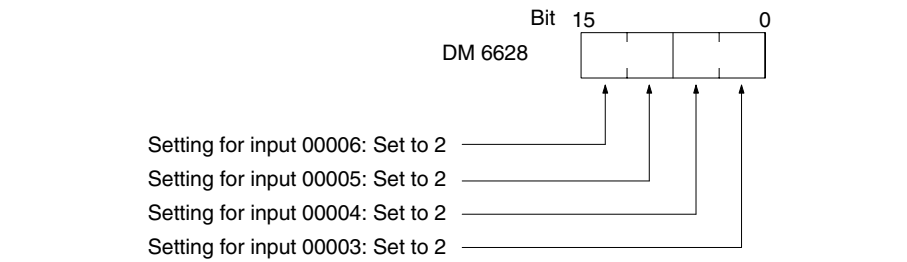 Bit 15 0
DM 6628
Setting for input 00006: Set to 2
Setting for input 00005: Set to 2
Setting for input 00004: Set to 2
Setting for input 00003: Set to 2